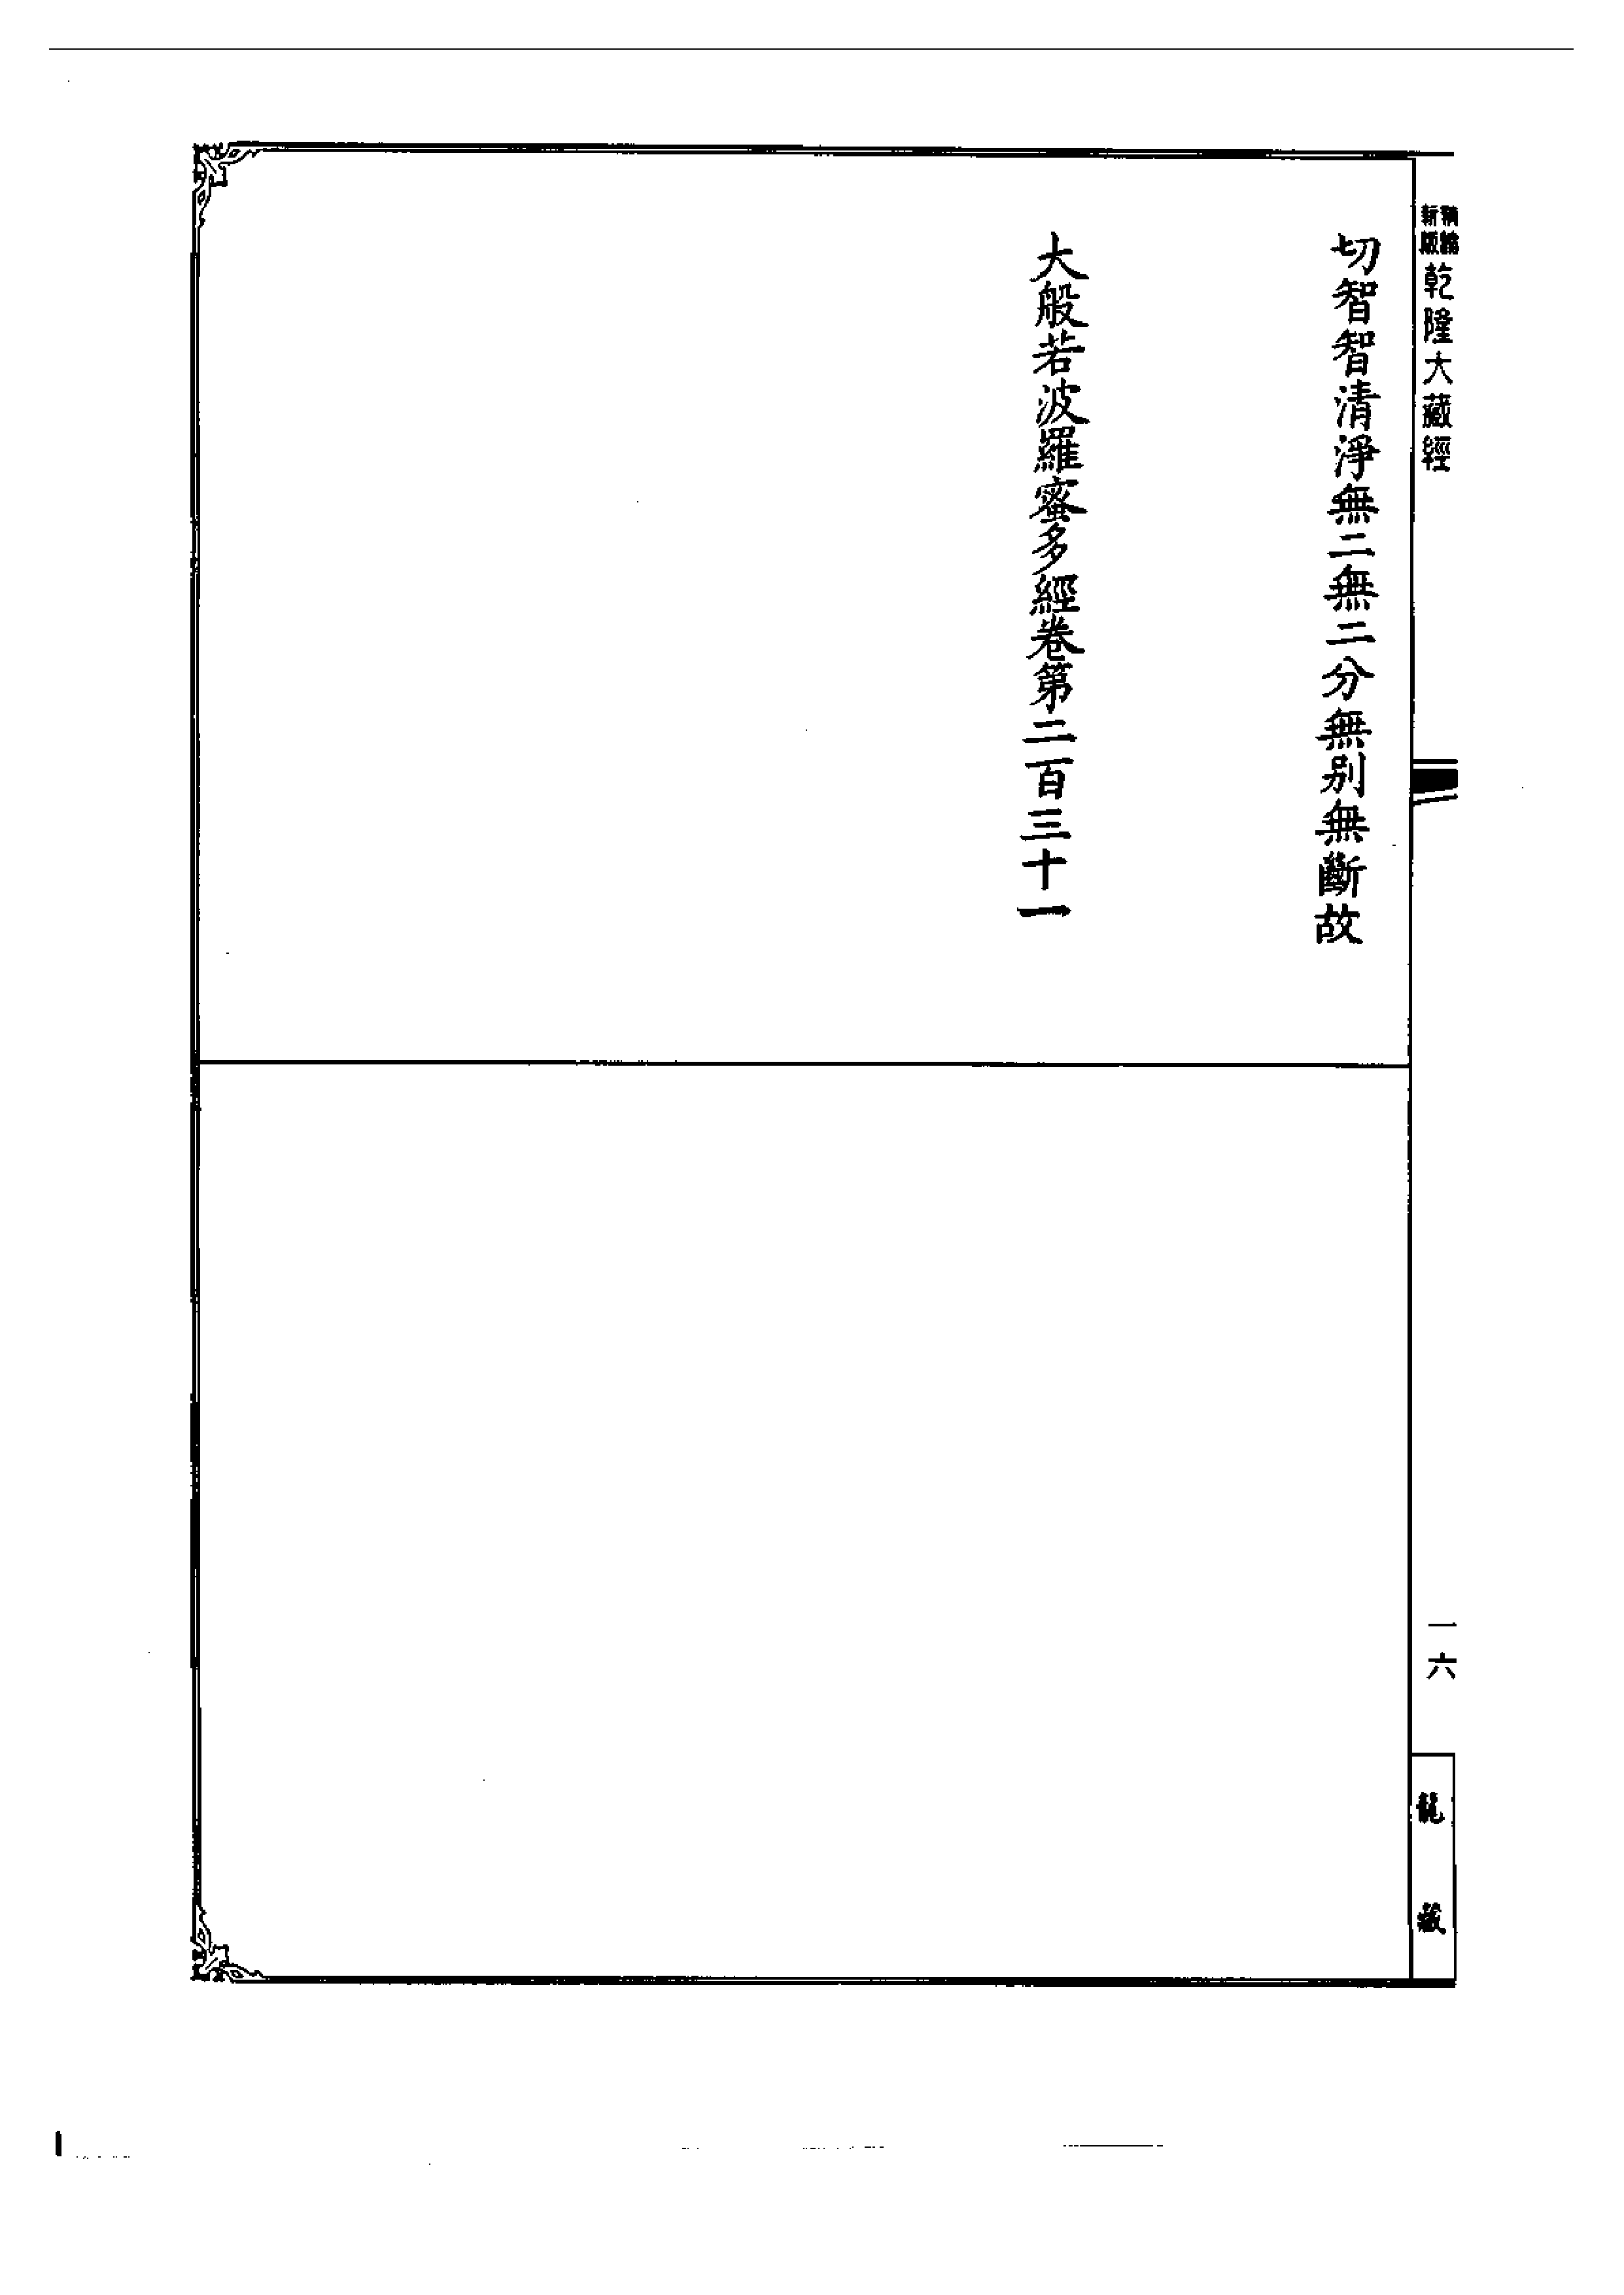 新版精縮乾隆大藏經
切智智清淨無二無二分無別無斷故
大般若波羅蜜多經卷第二百三十一
一六
龍藏